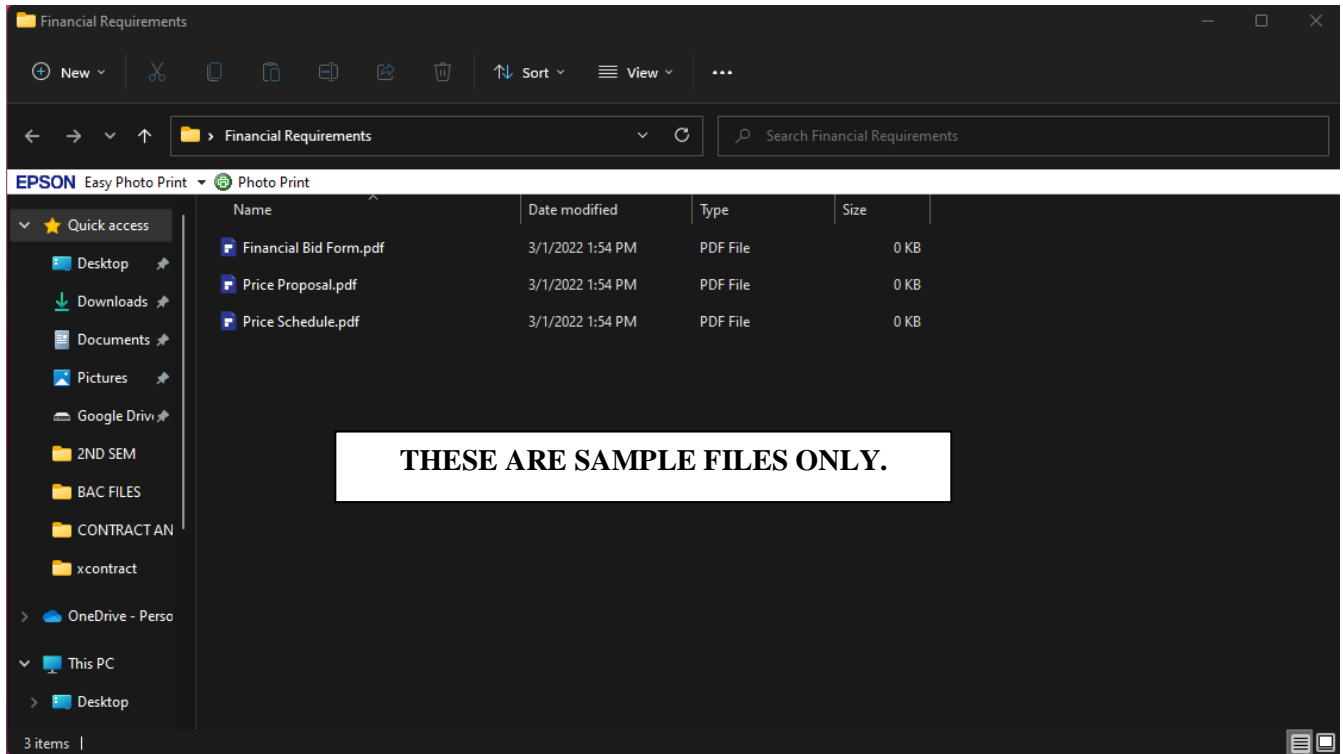 Financial Requirements
New Sort View ...
Financial Requirements Search Financial Requirements
EPSON Easy Photo Print Photo Print
Name Date modified Type Size
Quick access
Financial Bid Form.pdf 3/1/2022 1:54 PM PDF File 0 KB
Desktop
Price Proposal.pdf 3/1/2022 1:54 PM PDF File 0 KB
Downloads
Price Schedule.pdf 3/1/2022 1:54 PM PDF File 0 KB
Documents
Pictures
Google Driv
2ND SEM
THESE ARE SAMPLE FILES ONLY.
BAC FILES
CONTRACT AN
xcontract
OneDrive - Perso
This PC
Desktop
3 items